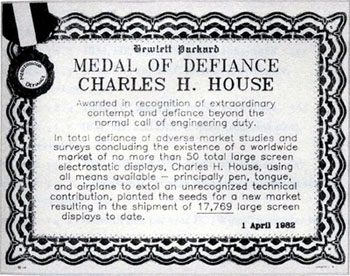 Hewlett Packard
MEDAL OF DEFIANCE
CHARLES H. HOUSE
Awarded in recognition of extraordinary
contempt and defiance beyond the
normal call of engineering duty.
In total defiance of adverse market studies and
surveys concluding the existence of a worldwide
market of no more than 50 total large screen
electrostatic displays, Charles H. House, using
all means available – principally pen, tongue,
and airplane to extol an unrecognized technical
contribution, planted the seeds for a new market
resulting in the shipment of 17,769 large screen
displays to date.
1 April 1982